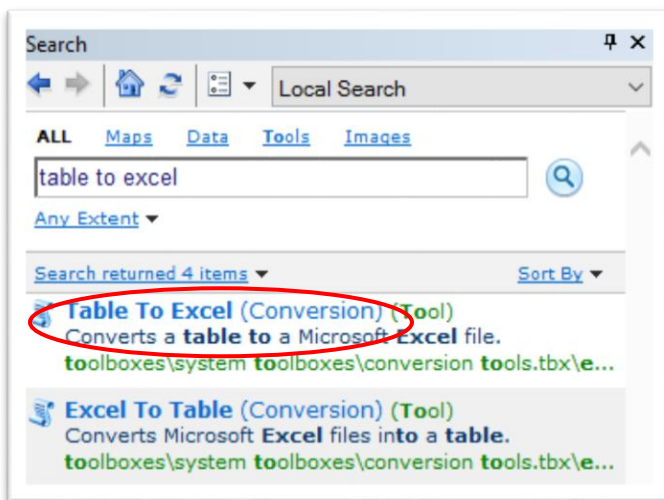 Search
Local Search
ALL Maps Data Tools Images
table to excel
Any Extent
Search returned 4 items Sort By
Table To Excel (Conversion) (Tool)
Converts a table to a Microsoft Excel file.
toolboxes\system toolboxes\conversion tools.tbx\e...
Excel To Table (Conversion) (Tool)
Converts Microsoft Excel files into a table.
toolboxes\system toolboxes\conversion tools.tbx\e...